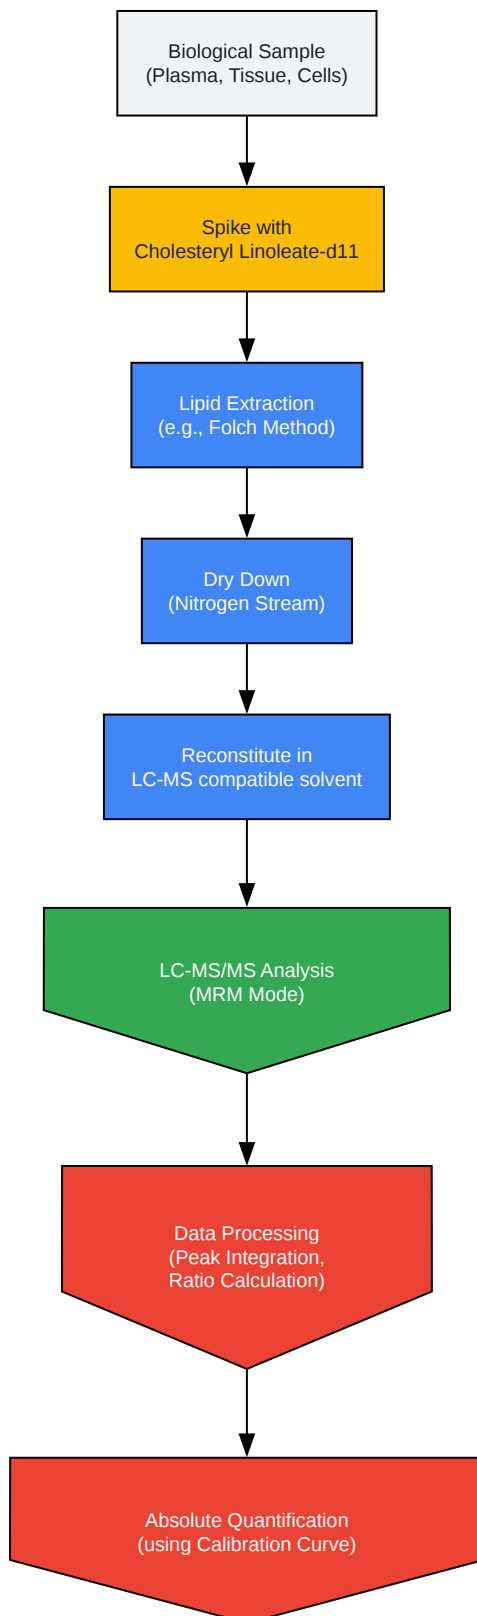 Biological Sample
(Plasma, Tissue, Cells)
Spike with
Cholesteryl Linoleate-d11
Lipid Extraction
(e.g., Folch Method)
Dry Down
(Nitrogen Stream)
Reconstitute in
LC-MS compatible solvent
LC-MS/MS Analysis
(MRM Mode)
Data Processing
(Peak Integration,
Ratio Calculation)
Absolute Quantification
(using Calibration Curve)